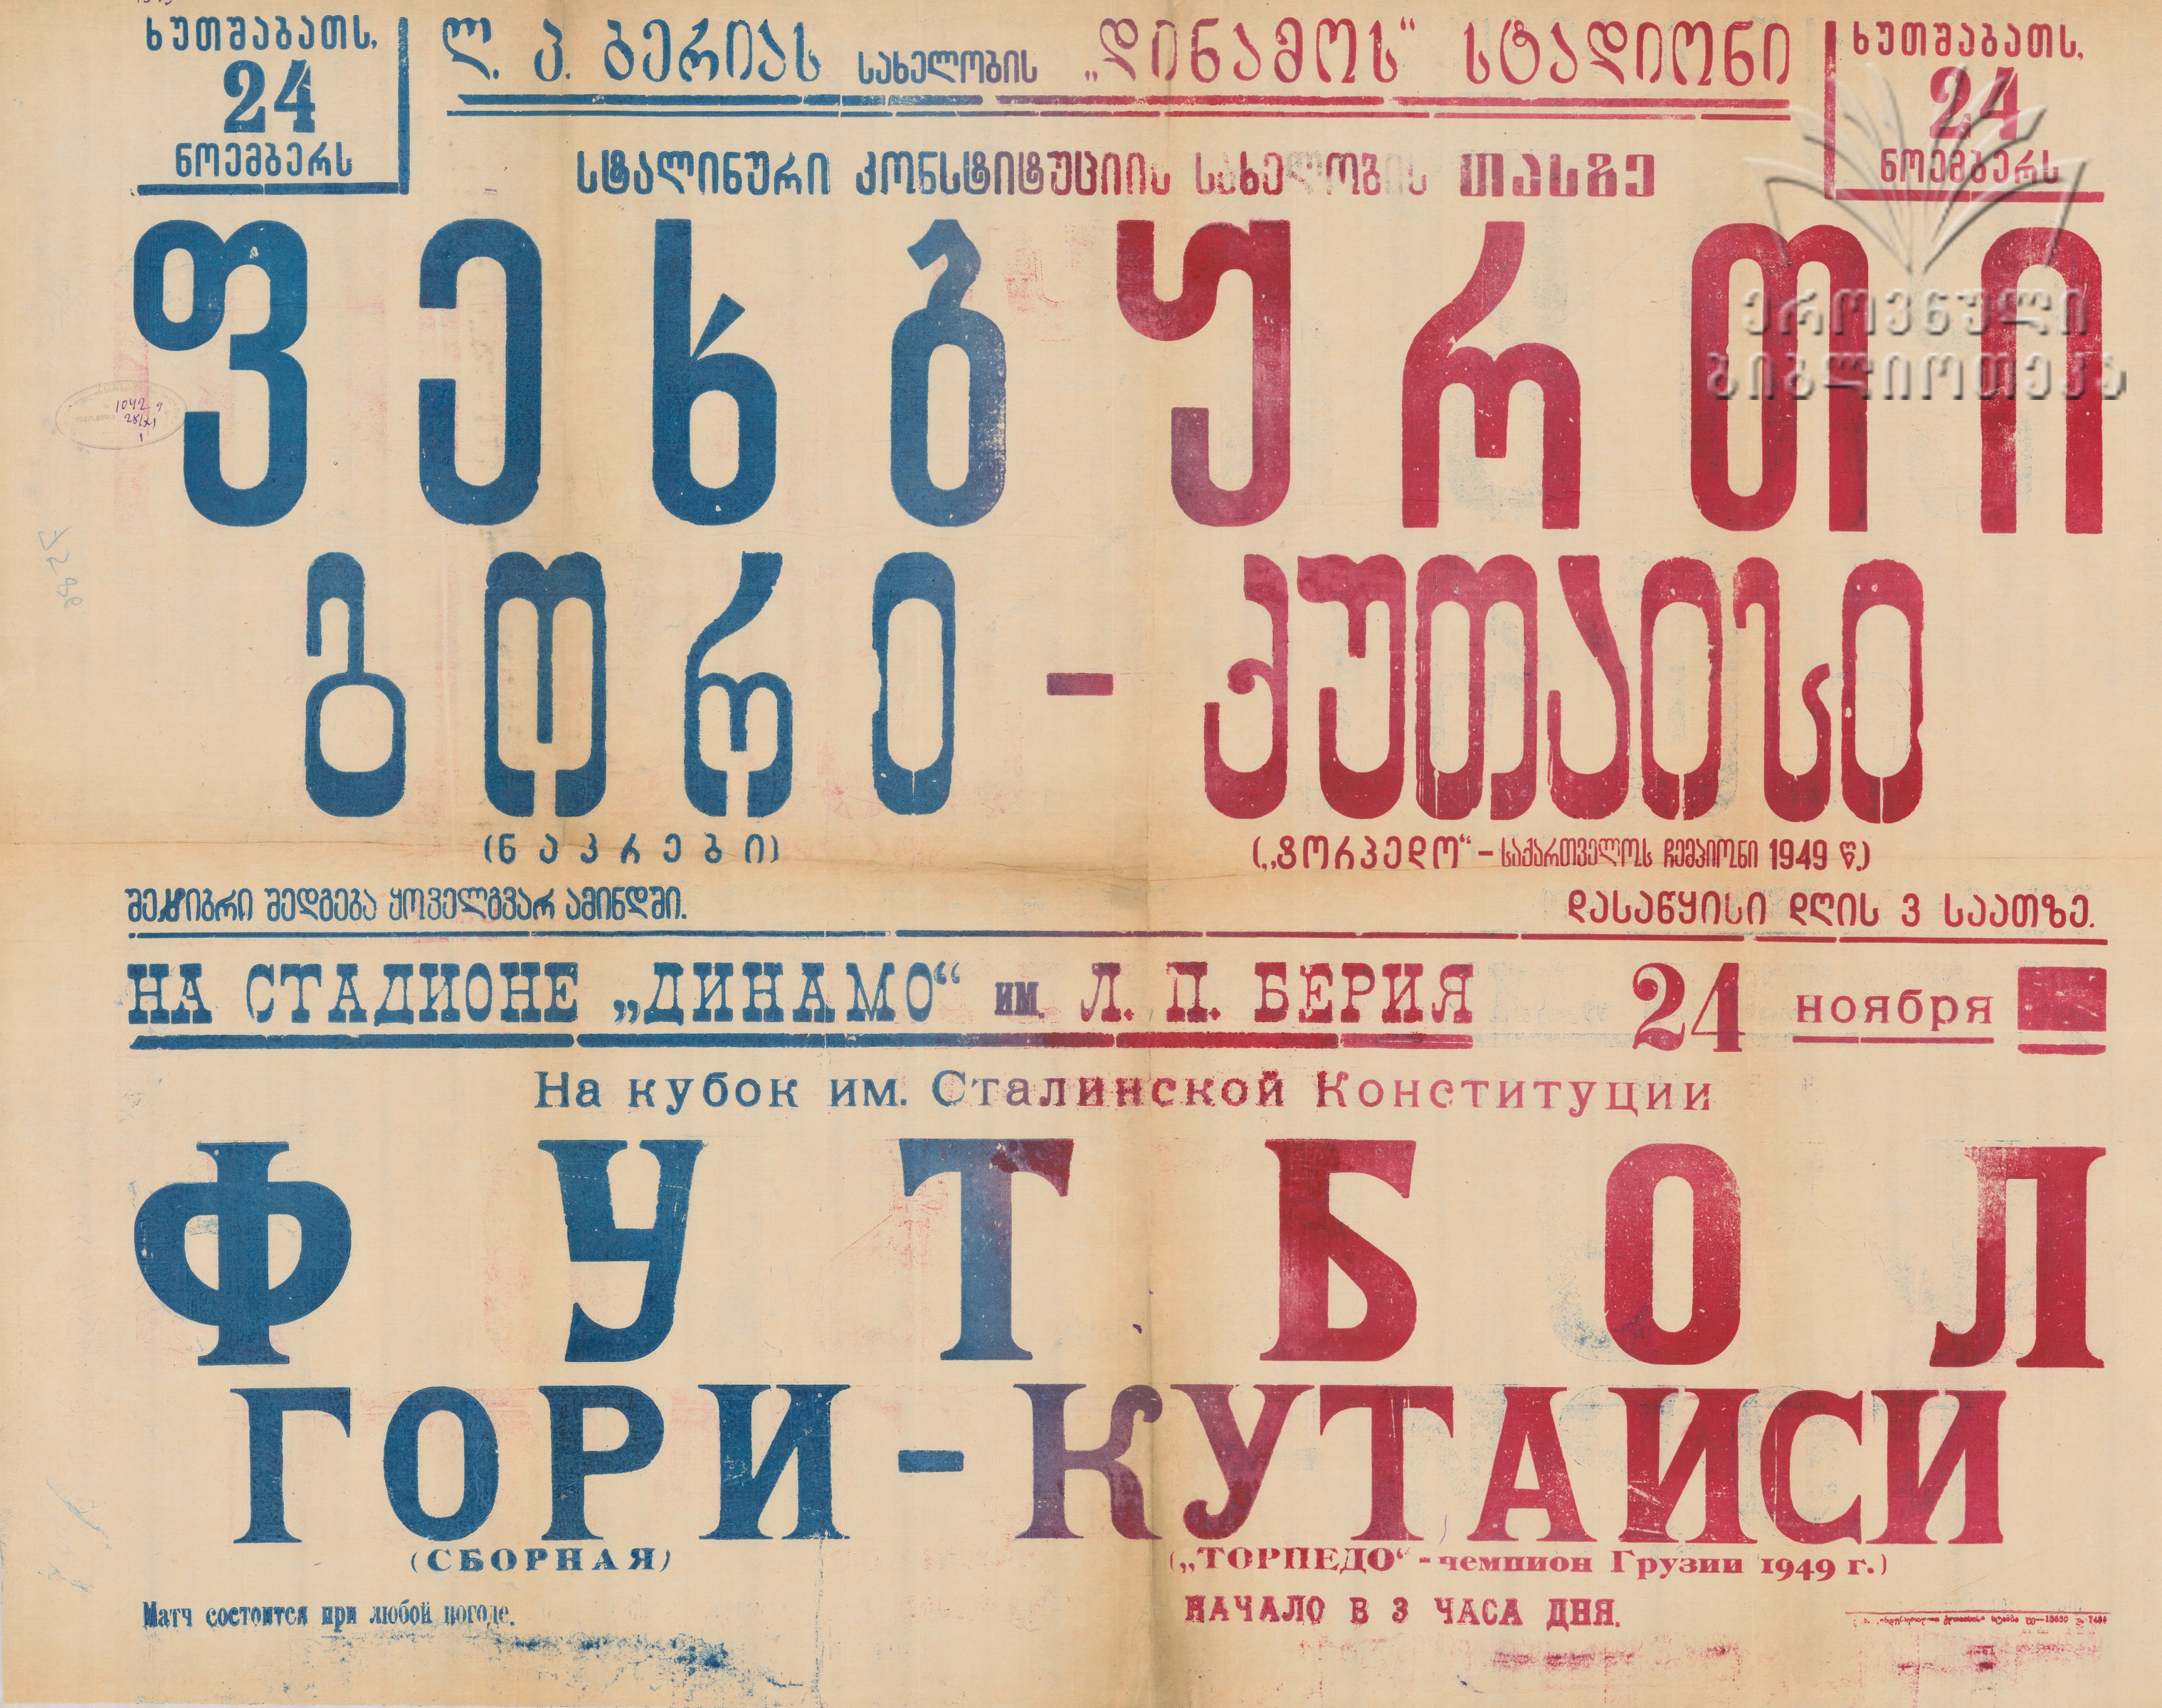 ხუთშაბათს,
24
ნოემბერს
ლ. პ. ბერიას სახელობის „დინამოს“ სტადიონი
ხუთშაბათს,
24
ნოემბერს
სტალინური კონსტიტუციის სახელობის თასზე
ფეხბურთი
გორი - ქუთაისი
(ნაკრები)
(„ტორპედო“ – საქართველოს ჩემპიონი 1949 წ.)
შეჯიბრი შედგება ყოველგვარ ამინდში.
დასაწყისი დღის 3 საათზე.
НА СТАДИОНЕ „ДИНАМО“ им. Л. П. БЕРИЯ 24 ноября
На кубок им. Сталинской Конституции
ФУТБОЛ
ГОРИ - КУТАИСИ
(СБОРНАЯ)
(„ТОРПЕДО“ - чемпион Грузии 1949 г.)
Матч состоится при любой погоде.
НАЧАЛО В 3 ЧАСА ДНЯ.
ეროვნული
ბიბლიოთეკა